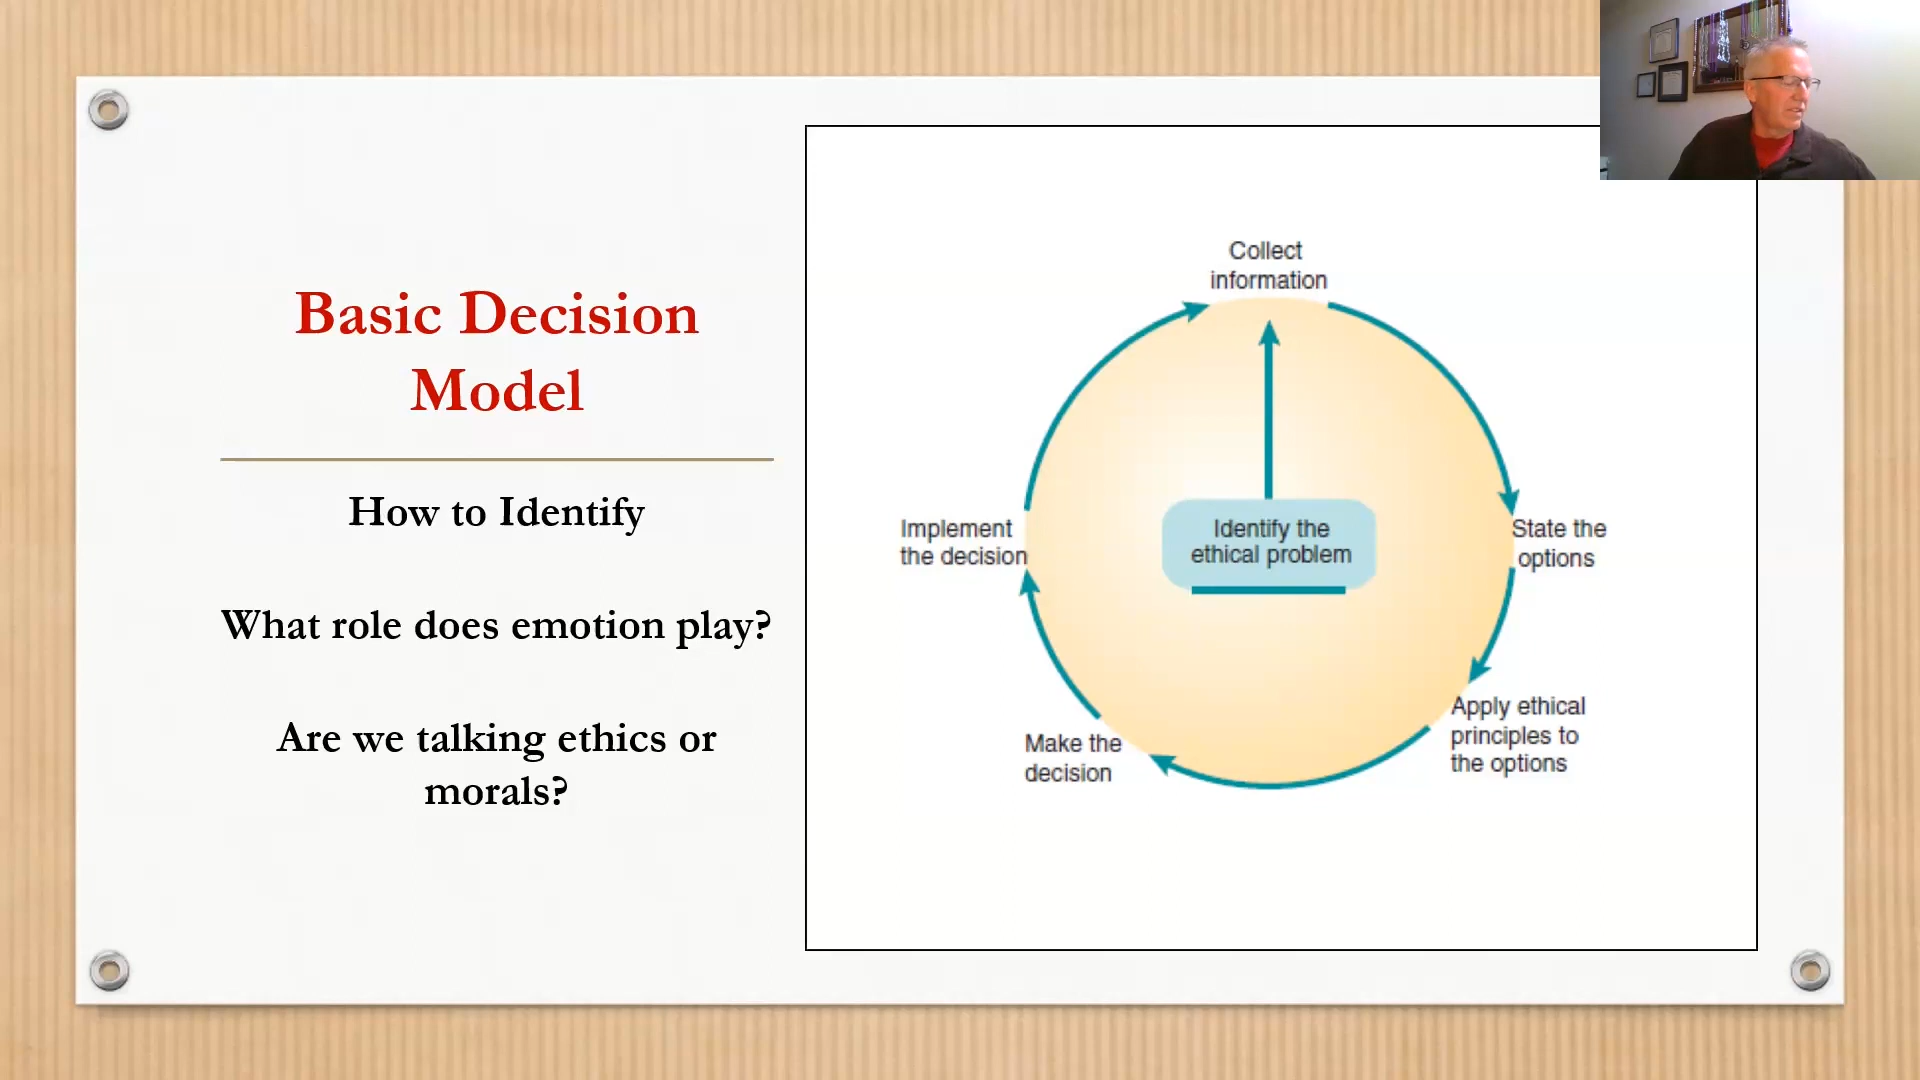 Basic Decision
Model
How to Identify
What role does emotion play?
Are we talking ethics or
morals?
Collect
information
State the
options
Apply ethical
principles to
the options
Make the
decision
Implement
the decision
Identify the
ethical problem